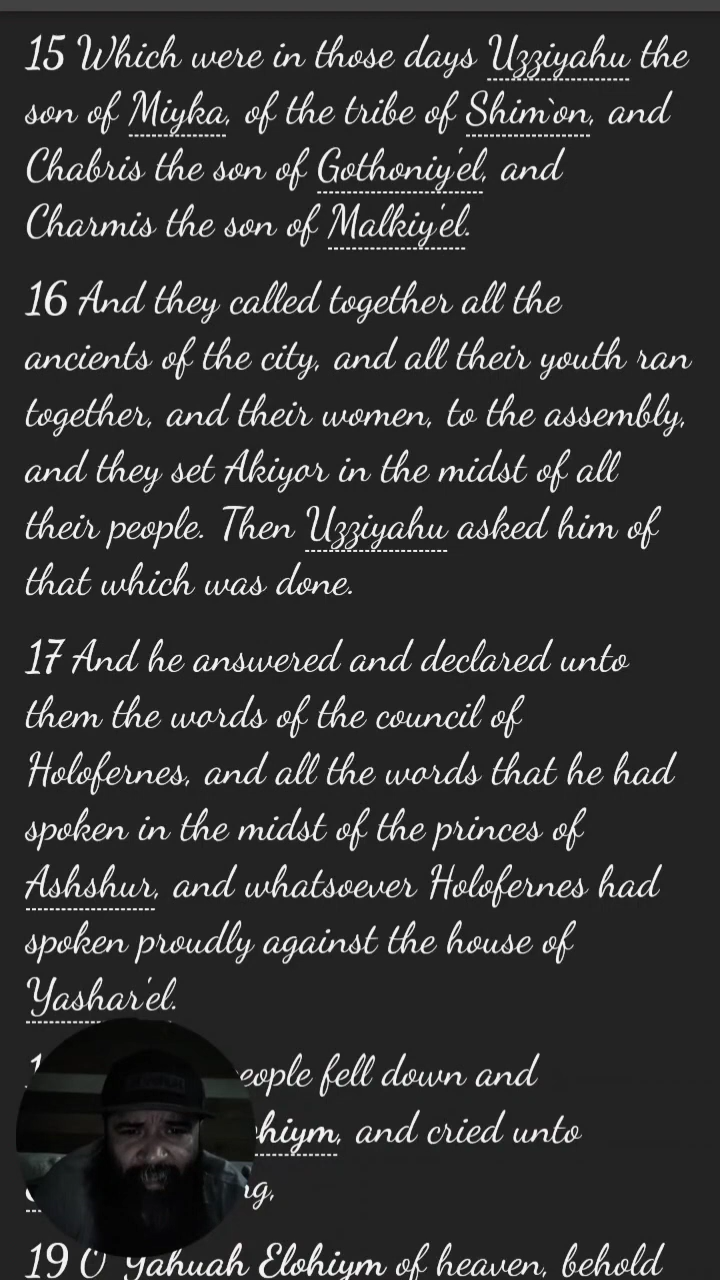 15 Which were in those days Uzziyahu the
son of Miyka, of the tribe of Shim`on, and
Chabris the son of Gothoniy'el, and
Charmis the son of Malkiy'el.
16 And they called together all the
ancients of the city, and all their youth ran
together, and their women, to the assembly,
and they set Akiyor in the midst of all
their people. Then Uzziyahu asked him of
that which was done.
17 And he answered and declared unto
them the words of the council of
Holofernes, and all the words that he had
spoken in the midst of the princes of
Ashshur, and whatsoever Holofernes had
spoken proudly against the house of
Yashar'el.
fell down and
and cried unto
19 O Yahuah Elohiym of heaven, behold